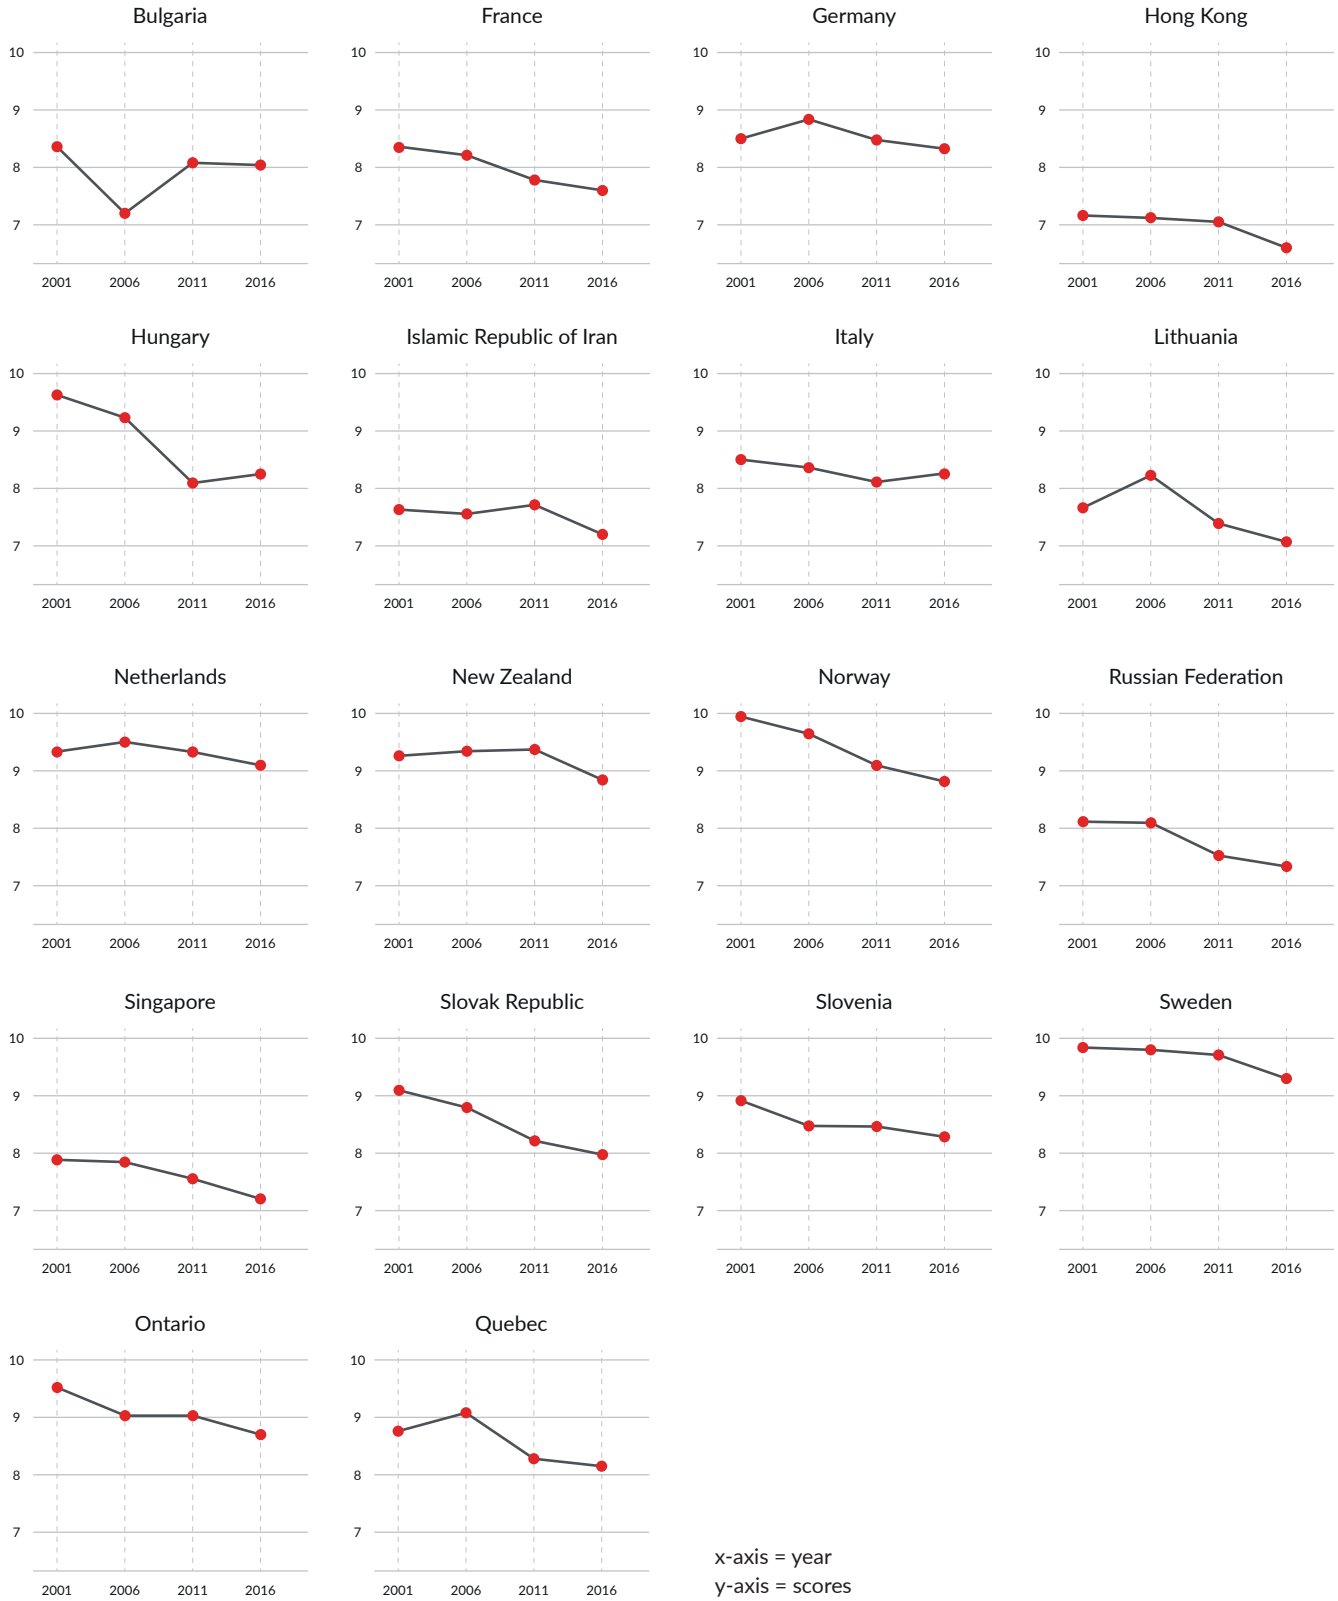 Bulgaria France Germany Hong Kong
10 10 10 10
9 9 9 9
8 8 8 8
7 7 7 7
2001 2006 2011 2016 2001 2006 2011 2016 2001 2006 2011 2016 2001 2006 2011 2016
Hungary Islamic Republic of Iran Italy Lithuania
10 10 10 10
9 9 9 9
8 8 8 8
7 7 7 7
2001 2006 2011 2016 2001 2006 2011 2016 2001 2006 2011 2016 2001 2006 2011 2016
Netherlands New Zealand Norway Russian Federation
10 10 10 10
9 9 9 9
8 8 8 8
7 7 7 7
2001 2006 2011 2016 2001 2006 2011 2016 2001 2006 2011 2016 2001 2006 2011 2016
Singapore Slovak Republic Slovenia Sweden
10 10 10 10
9 9 9 9
8 8 8 8
7 7 7 7
2001 2006 2011 2016 2001 2006 2011 2016 2001 2006 2011 2016 2001 2006 2011 2016
Ontario Quebec
10 10
9 9
8 8
7 7
2001 2006 2011 2016 2001 2006 2011 2016
x-axis = year
y-axis = scores